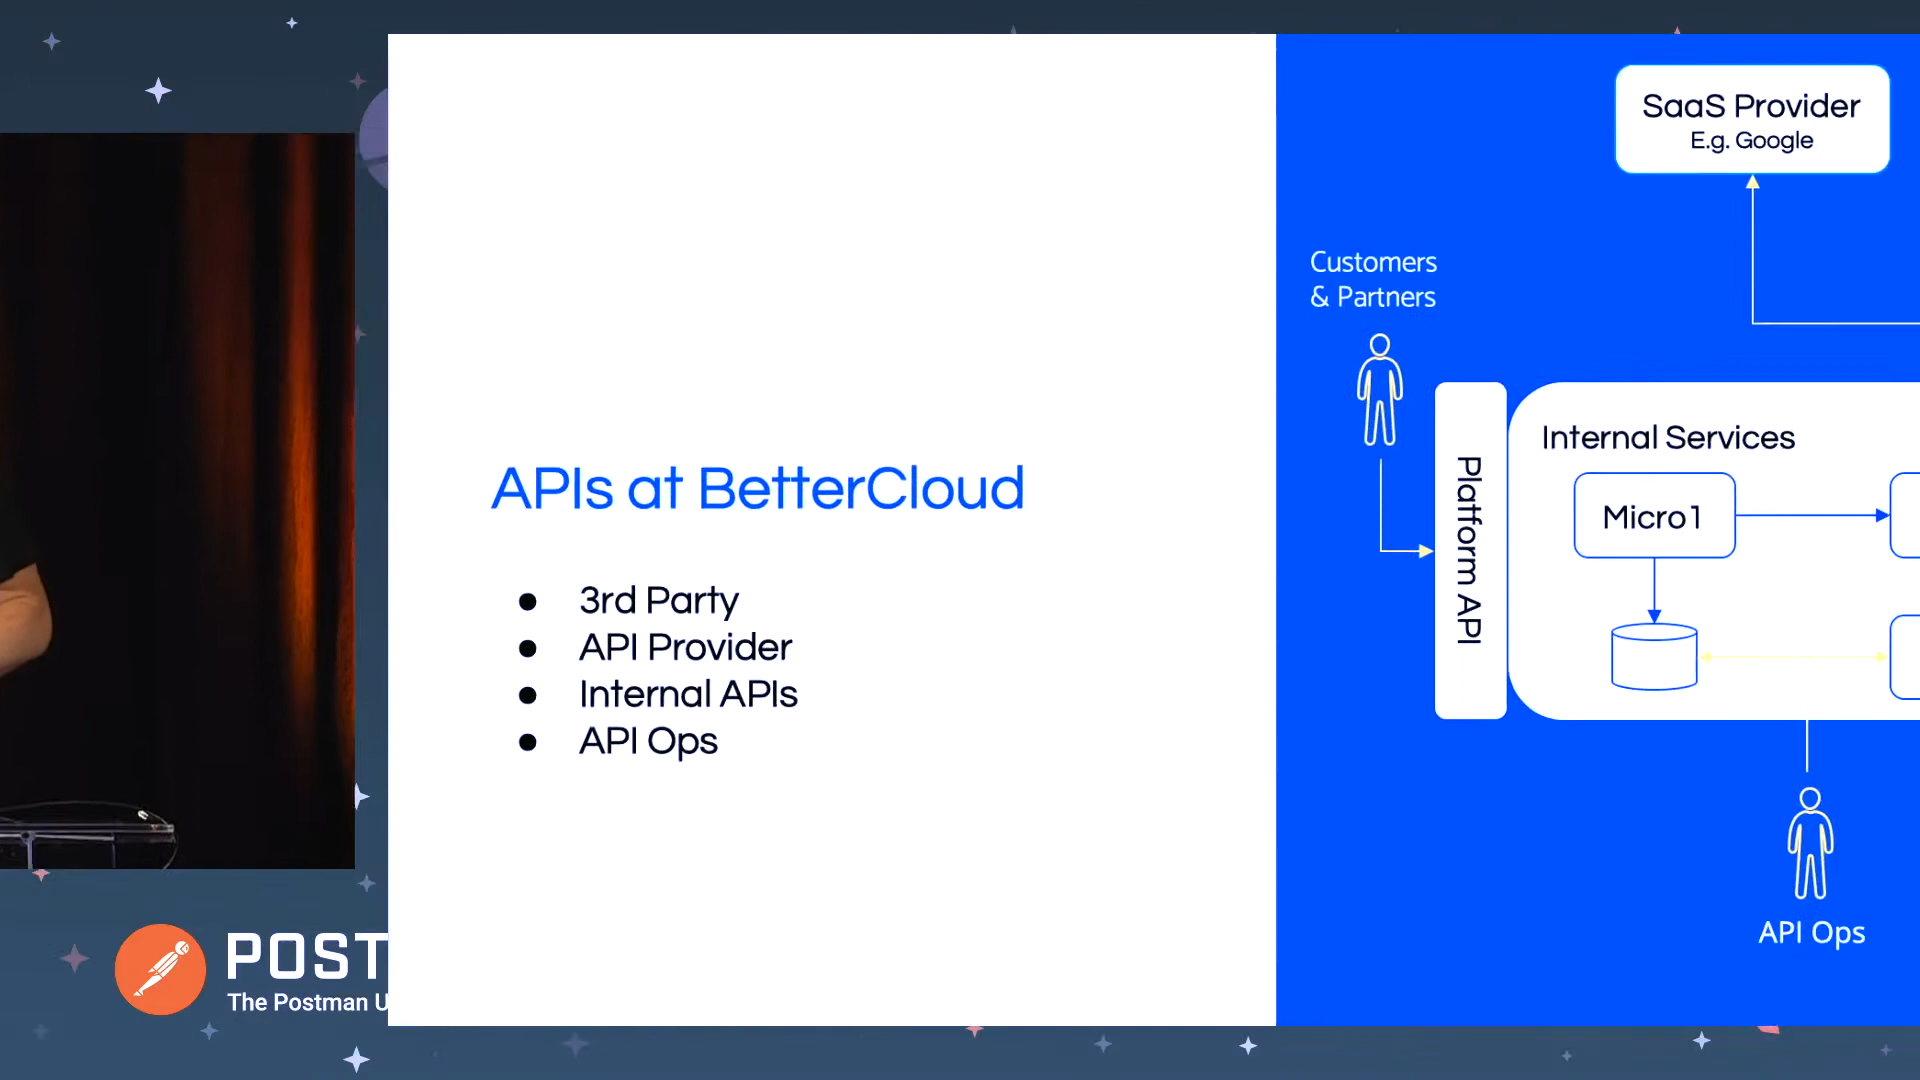 SaaS Provider
E.g. Google
Customers
& Partners
APIs at BetterCloud
3rd Party
API Provider
Internal APIs
API Ops
Platform API
Internal Services
Micro1
API Ops
POST
The Postman U